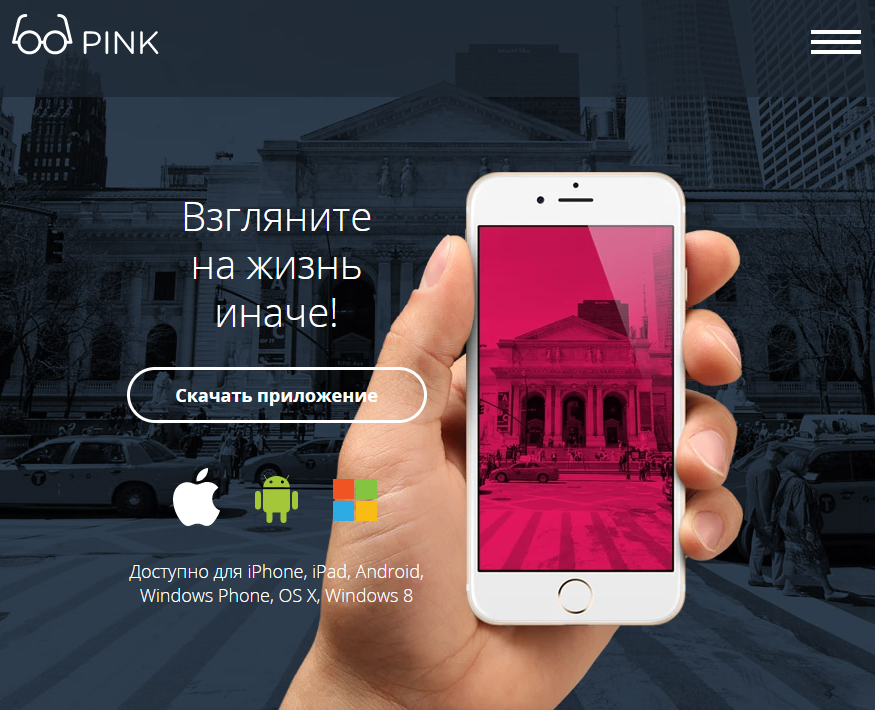 PINK
Взгляните
на жизнь
иначе!
Скачать приложение
Доступно для iPhone, iPad, Android,
Windows Phone, OS X, Windows 8